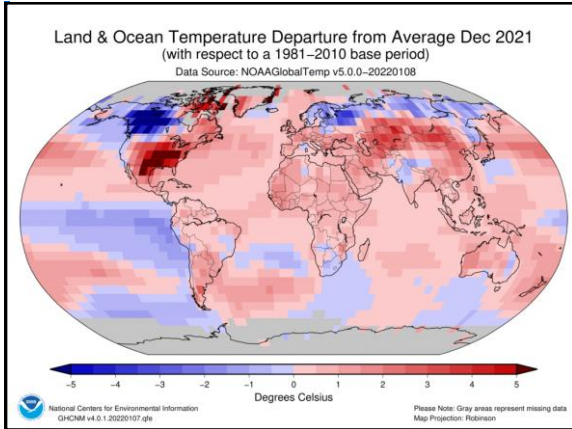 Land & Ocean Temperature Departure from Average Dec 2021
(with respect to a 1981–2010 base period)
Data Source: NOAAGlobalTemp v5.0.0–20220108
−5 −4 −3 −2 −1 0 1 2 3 4 5
Degrees Celsius
National Centers for Environmental Information
GHCNM v4.0.1.20220107.qfe
Please Note: Gray areas represent missing data
Map Projection: Robinson